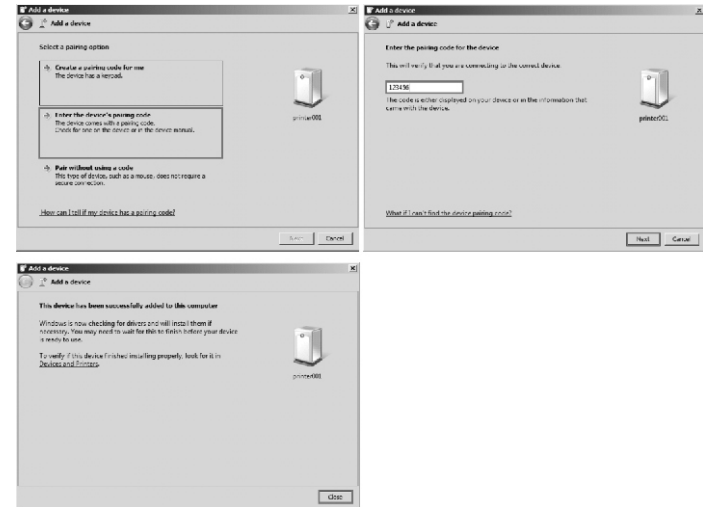 Add a device
Add a device
Select a pairing option
Create a pairing code for me
The device has a keypad.
Enter the device's pairing code
The device comes with a pairing code.
Check for one on the device or in the device manual.
Pair without using a code
This type of device, such as a mouse, does not require a
secure connection.
printer001
How can I tell if my device has a pairing code?
Next
Cancel
Add a device
Add a device
Enter the pairing code for the device
This will verify that you are connecting to the correct device.
123456
The code is either displayed on your device or in the information that
came with the device.
printer001
What if I can't find the device pairing code?
Next
Cancel
Add a device
Add a device
This device has been successfully added to this computer
Windows is now checking for drivers and will install them if
necessary. You may need to wait for this to finish before your device
is ready to use.
To verify if this device finished installing properly, look for it in
Devices and Printers.
printer001
Close